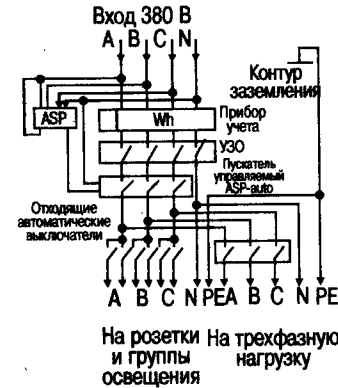 Вход 380 В
A B C N
Контур
заземления
ASP
Wh
Прибор
учета
УЗО
Пускатель
управляемый
ASP-auto
Отходящие
автоматические
выключатели
A B C N PE A B C N PE
На розетки
и группы
освещения
На трехфазную
нагрузку